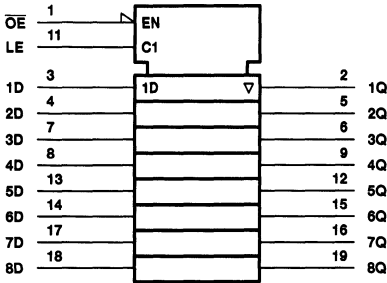 O̅E̅ 1 EN
LE 11 C1
1D 3 1D ▽ 2 1Q
2D 4 5 2Q
3D 7 6 3Q
4D 8 9 4Q
5D 13 12 5Q
6D 14 15 6Q
7D 17 16 7Q
8D 18 19 8Q